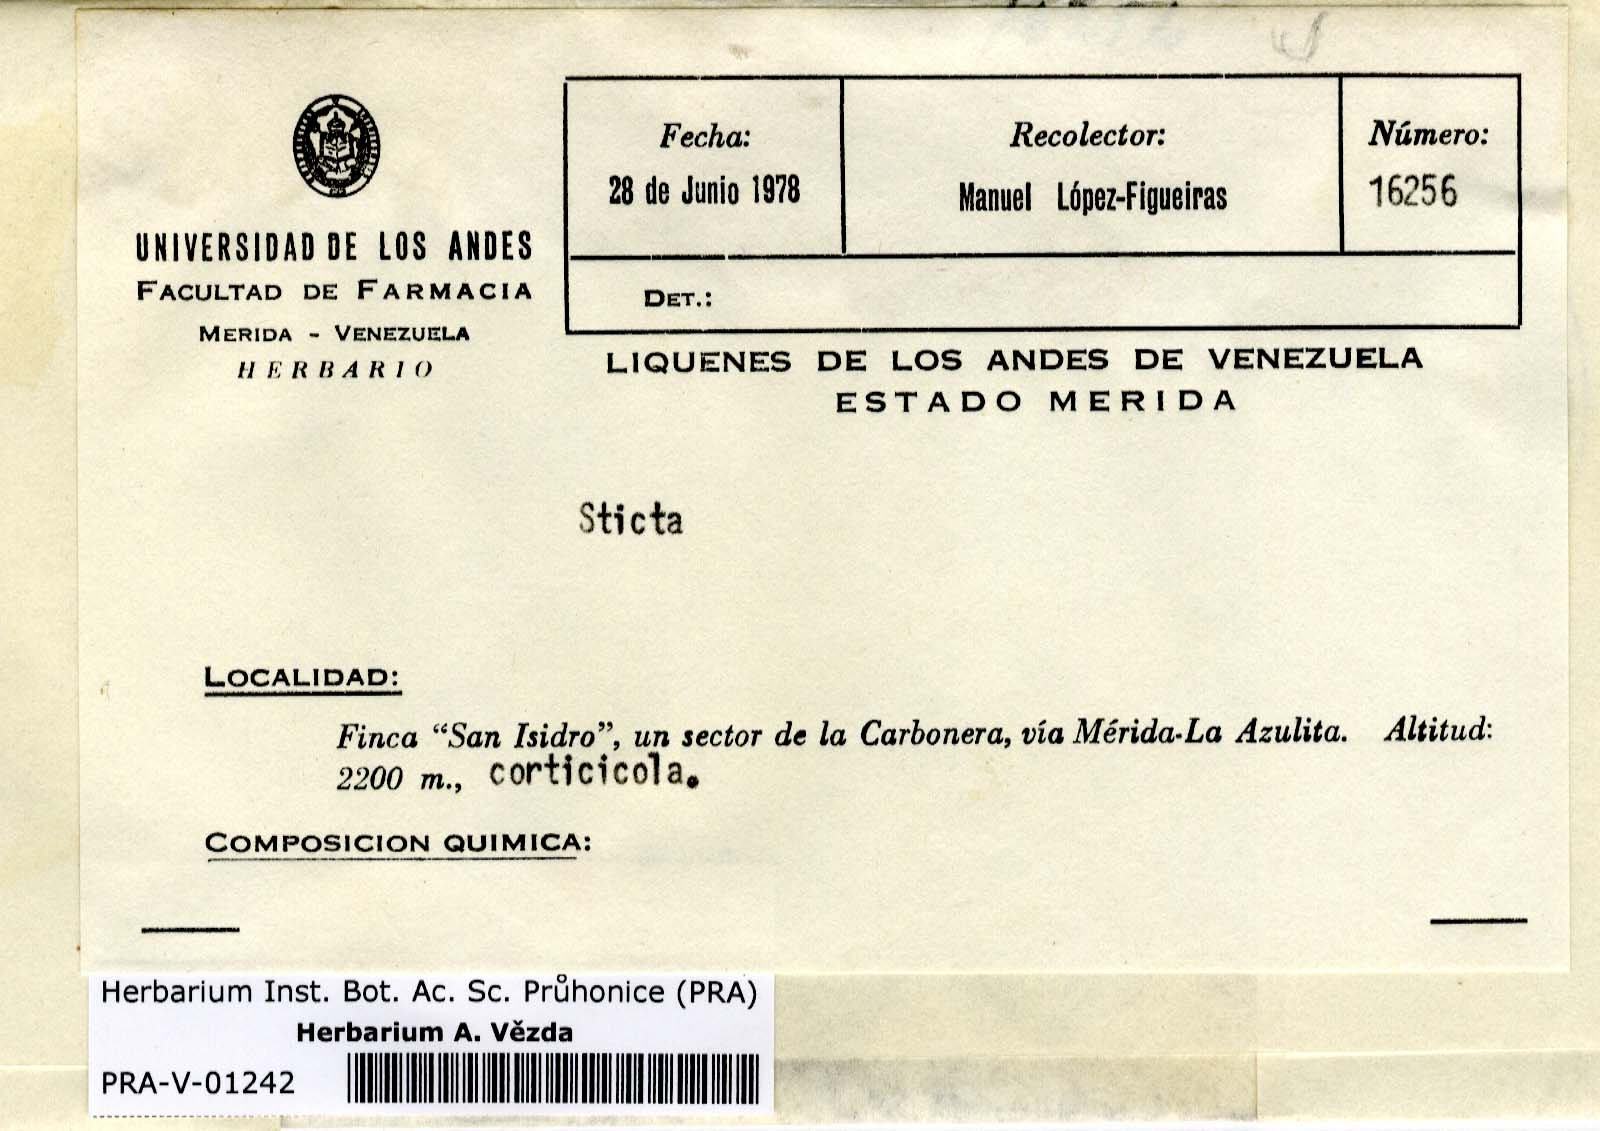 UNIVERSIDAD DE LOS ANDES
FACULTAD DE FARMACIA
MERIDA - VENEZUELA
HERBARIO
Fecha:
28 de Junio 1978
Recolector:
Manuel López-Figueiras
Número:
16256
DET.:
LIQUENES DE LOS ANDES DE VENEZUELA
ESTADO MERIDA
Sticta
LOCALIDAD:
Finca “San Isidro”, un sector de la Carbonera, vía Mérida-La Azulita. Altitud:
2200 m., corticicola.
COMPOSICION QUIMICA:
Herbarium Inst. Bot. Ac. Sc. Průhonice (PRA)
Herbarium A. Vězda
PRA-V-01242